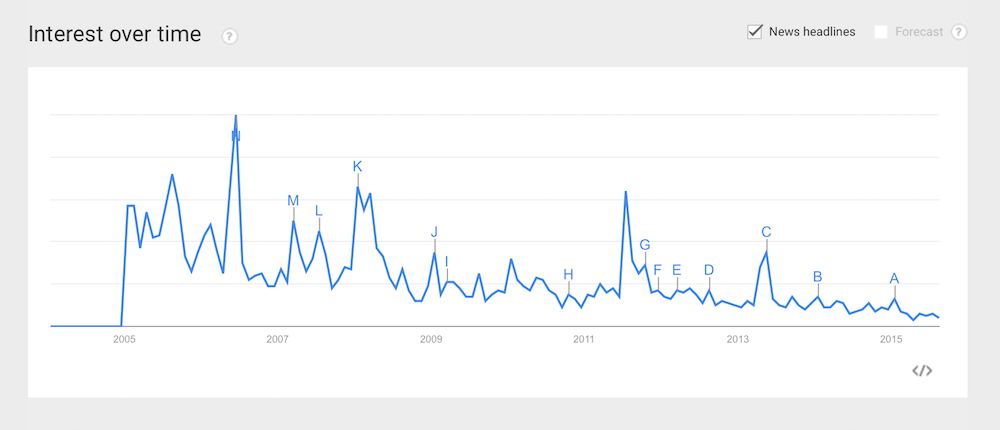 Interest over time ?
News headlines Forecast ?
N
K
M
L
J
C
G
I
F E D
H
B
A
2005 2007 2009 2011 2013 2015
</>